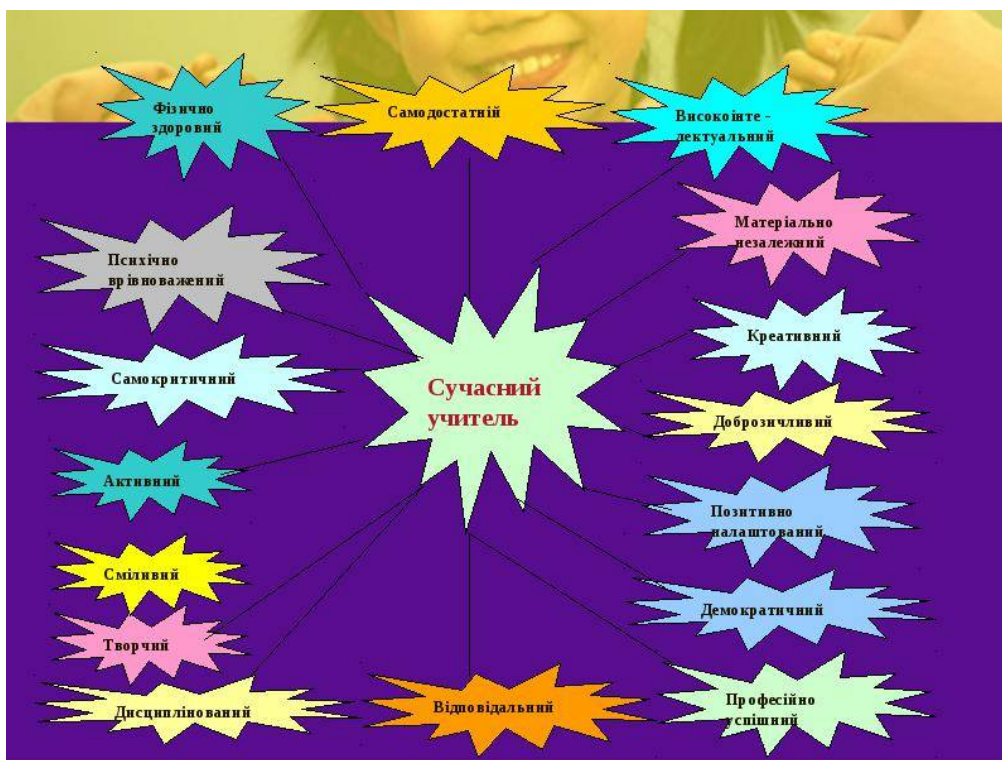 Фізично
здоровий
Самодостатній
Високоінте -
лектуальний
Психічно
врівноважений
Матеріально
незалежний
Самокритичний
Креативний
Сучасний
учитель
Доброзичливий
Активний
Позитивно
налаштований
Сміливий
Демократичний
Творчий
Дисциплінований
Відповідальний
Професійно
успішний